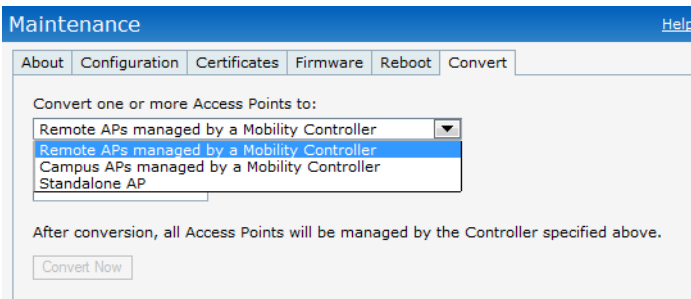 Maintenance Help
About Configuration Certificates Firmware Reboot Convert
Convert one or more Access Points to:
Remote APs managed by a Mobility Controller
Remote APs managed by a Mobility Controller
Campus APs managed by a Mobility Controller
Standalone AP
After conversion, all Access Points will be managed by the Controller specified above.
Convert Now